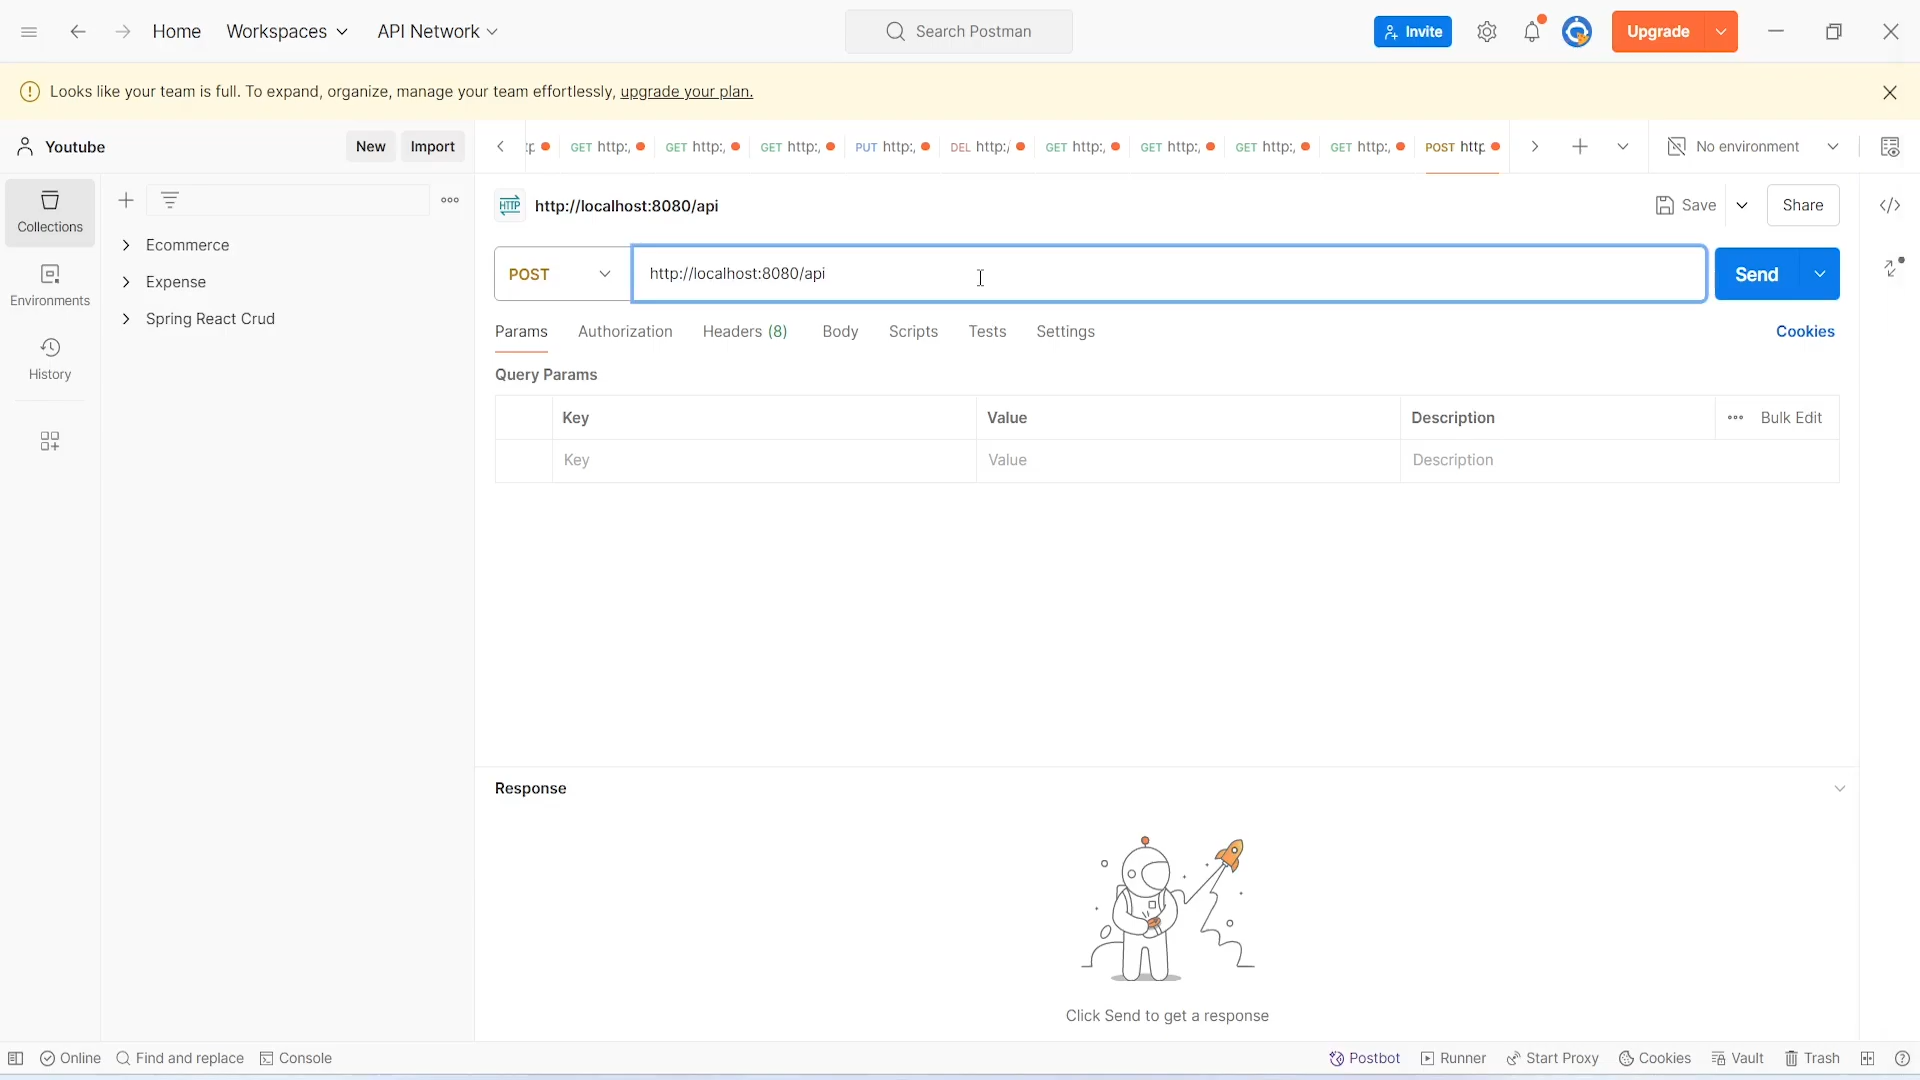 Home
Workspaces
API Network
Search Postman
Invite
Upgrade
Looks like your team is full. To expand, organize, manage your team effortlessly, upgrade your plan.
Youtube
New
Import
GET http:,
GET http:,
GET http:,
PUT http:,
DEL http:/
GET http:,
GET http:,
GET http:,
GET http:,
POST http
No environment
Collections
Environments
History
Ecommerce
Expense
Spring React Crud
HTTP
http://localhost:8080/api
Save
Share
POST
http://localhost:8080/api
Send
Params
Authorization
Headers (8)
Body
Scripts
Tests
Settings
Cookies
Query Params
Key
Value
Description
Bulk Edit
Key
Value
Description
Response
Click Send to get a response
Online
Find and replace
Console
Postbot
Runner
Start Proxy
Cookies
Vault
Trash